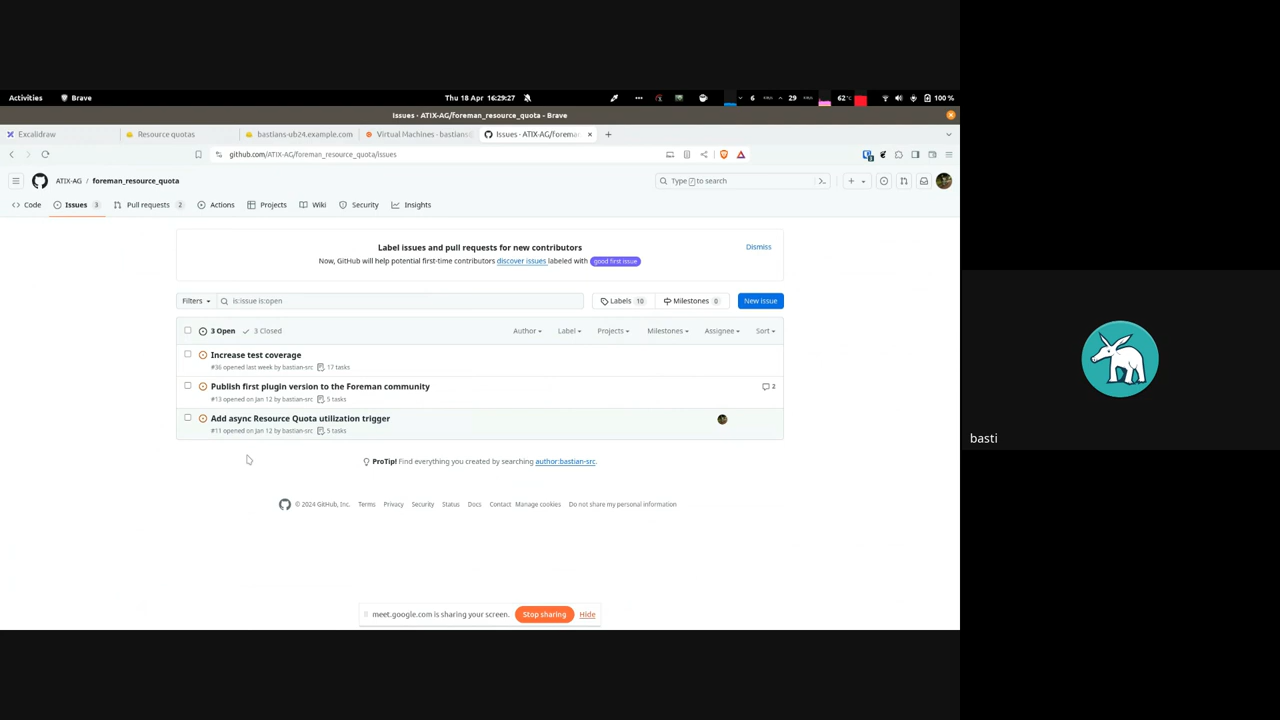 Activities Brave Thu 18 Apr 16:29:27 6 29 62°C 100 %
Issues · ATIX-AG/foreman_resource_quota - Brave
Excalidraw Resource quotas bastians-ub24.example.com Virtual Machines · bastians Issues · ATIX-AG/foreman
github.com/ATIX-AG/foreman_resource_quota/issues
ATIX-AG / foreman_resource_quota Type / to search
Code Issues 3 Pull requests 2 Actions Projects Wiki Security Insights
Label issues and pull requests for new contributors Dismiss
Now, GitHub will help potential first-time contributors discover issues labeled with good first issue
Filters is:issue is:open Labels 10 Milestones 0 New issue
3 Open 3 Closed Author Label Projects Milestones Assignee Sort
Increase test coverage
#36 opened last week by bastian-src 17 tasks
Publish first plugin version to the Foreman community 2
#13 opened on Jan 12 by bastian-src 5 tasks
Add async Resource Quota utilization trigger
#11 opened on Jan 12 by bastian-src 5 tasks
basti
ProTip! Find everything you created by searching author:bastian-src.
© 2024 GitHub, Inc. Terms Privacy Security Status Docs Contact Manage cookies Do not share my personal information
meet.google.com is sharing your screen. Stop sharing Hide